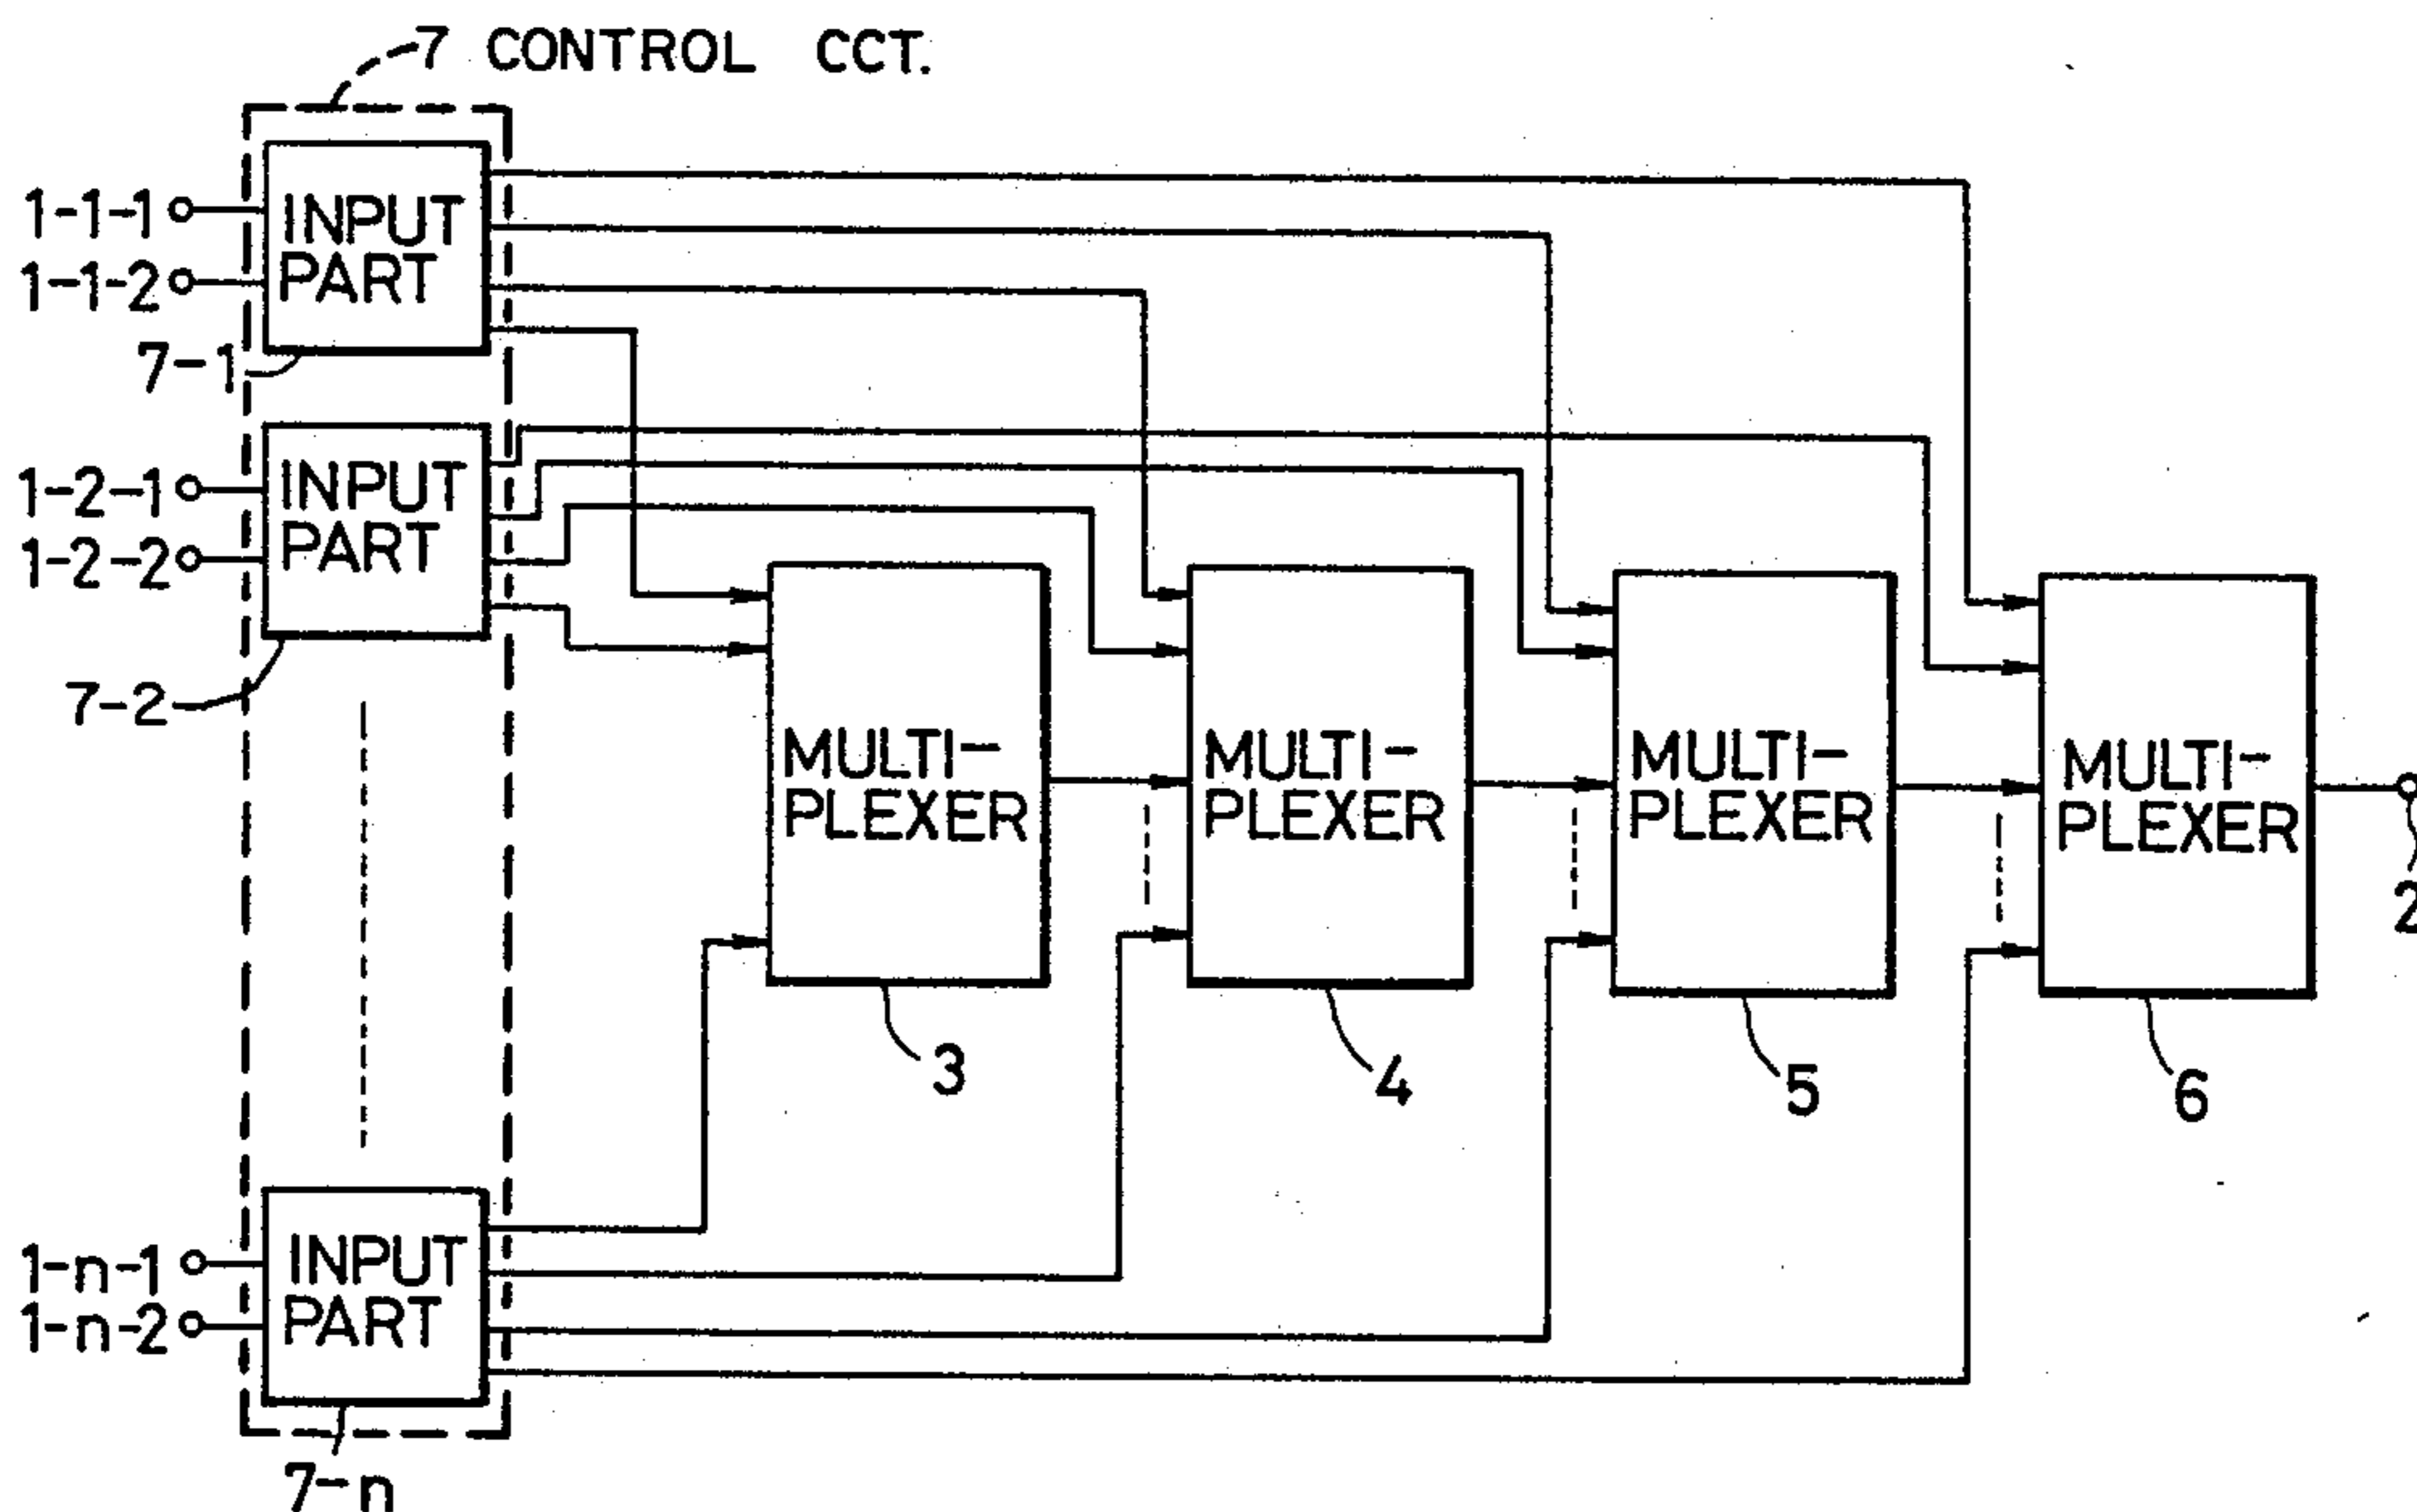 7 CONTROL CCT.
1-1-1
1-1-2
INPUT
PART
7-1
1-2-1
1-2-2
INPUT
PART
7-2
MULTI-
PLEXER
3
MULTI-
PLEXER
4
MULTI-
PLEXER
5
MULTI-
PLEXER
6
2
1-n-1
1-n-2
INPUT
PART
7-n